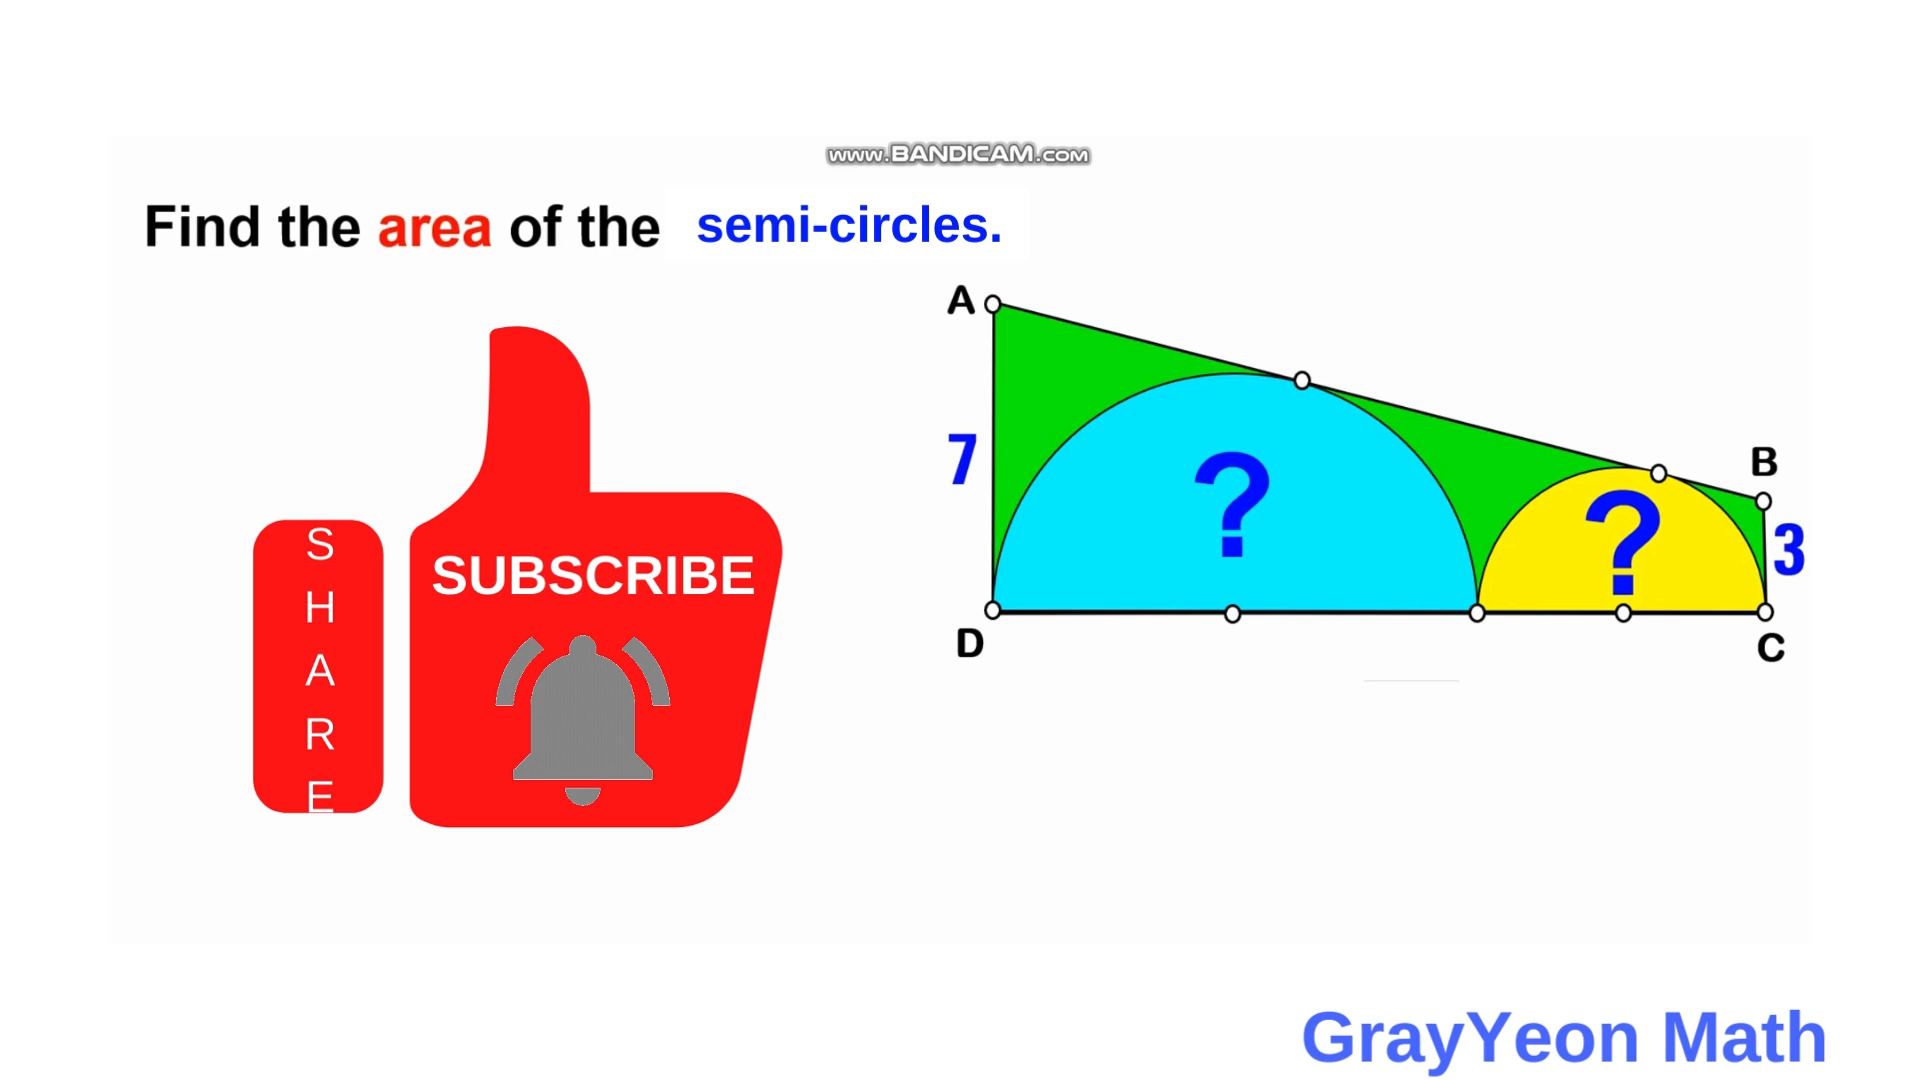 www.BANDICAM.com
Find the area of the semi-circles.
A
B
7
?
?
3
D
C
S
H
A
R
E
SUBSCRIBE
GrayYeon Math